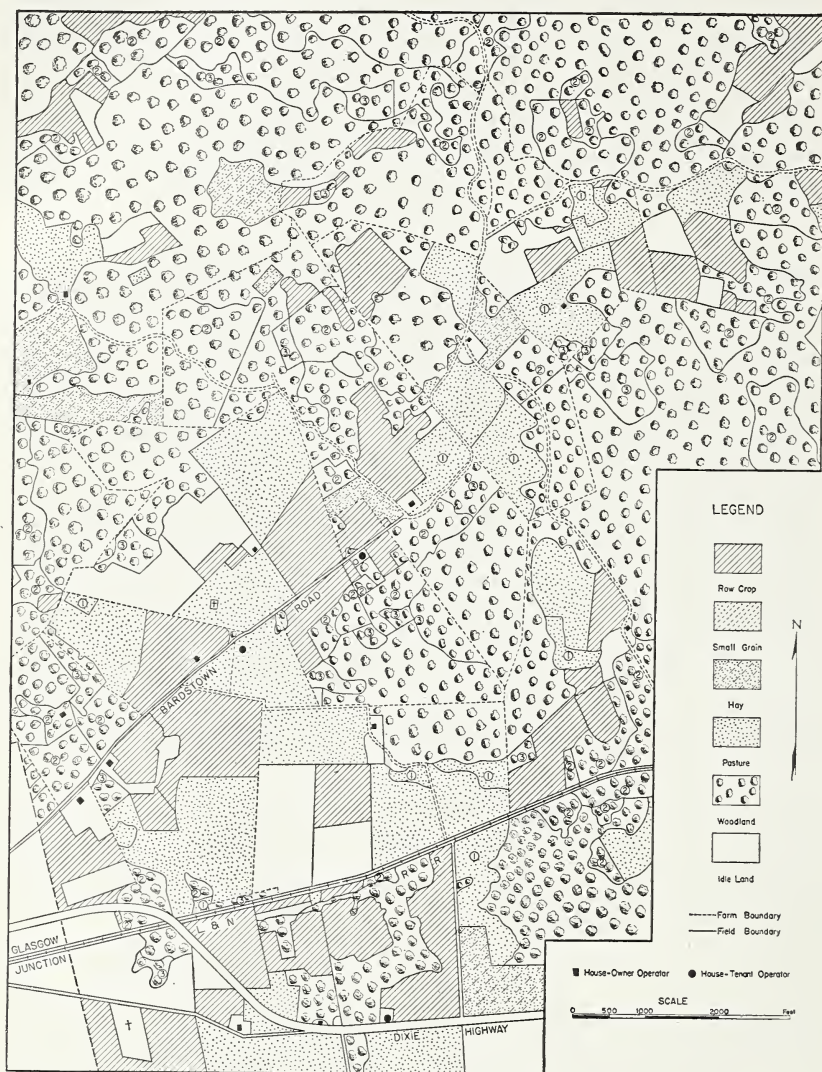 BARDSTOWN ROAD
L & N R R
GLASGOW
JUNCTION
DIXIE HIGHWAY
LEGEND
Row Crop
Small Grain
Hay
Pasture
Woodland
Idle Land
Farm Boundary
Field Boundary
House-Owner Operator
House-Tenant Operator
N
SCALE
0 500 1000 2000 Feet